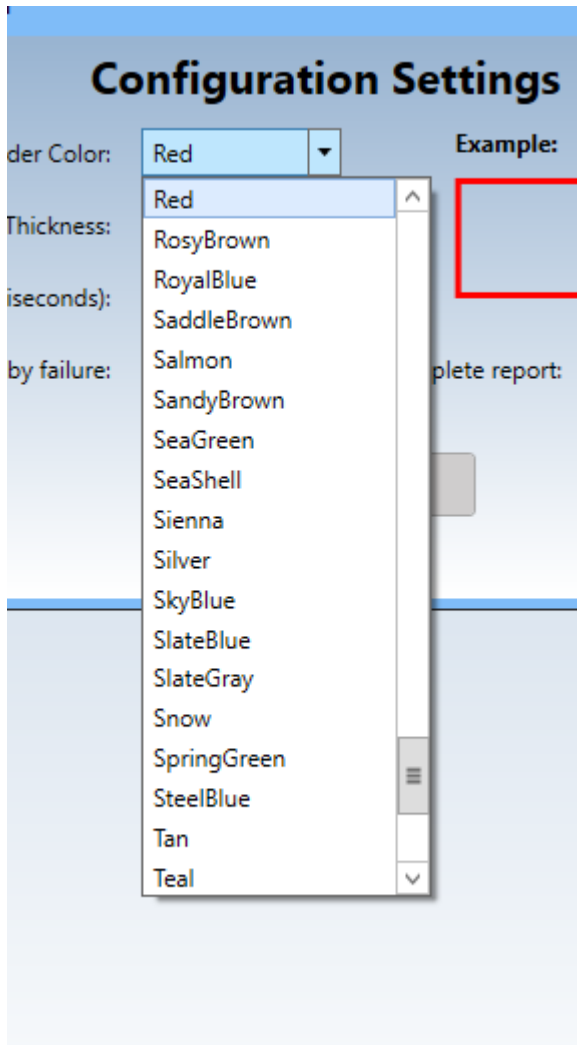 Configuration Settings
der Color:
Red
Example:
Thickness:
iseconds):
by failure:
plete report:
Red
RosyBrown
RoyalBlue
SaddleBrown
Salmon
SandyBrown
SeaGreen
SeaShell
Sienna
Silver
SkyBlue
SlateBlue
SlateGray
Snow
SpringGreen
SteelBlue
Tan
Teal